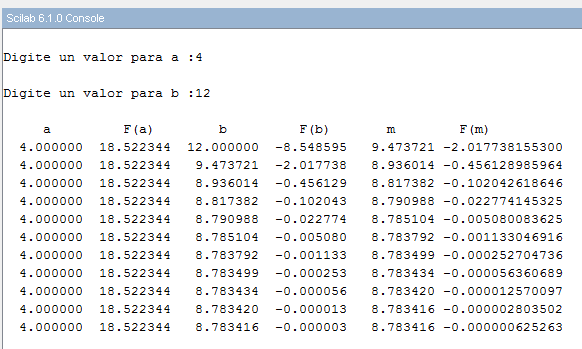 Scilab 6.1.0 Console
Digite un valor para a :4
Digite un valor para b :12
a F(a) b F(b) m F(m)
4.000000 18.522344 12.000000 -8.548595 9.473721 -2.017738155300
4.000000 18.522344 9.473721 -2.017738 8.936014 -0.456128985964
4.000000 18.522344 8.936014 -0.456129 8.817382 -0.102042618646
4.000000 18.522344 8.817382 -0.102043 8.790988 -0.022774145325
4.000000 18.522344 8.790988 -0.022774 8.785104 -0.005080083625
4.000000 18.522344 8.785104 -0.005080 8.783792 -0.001133046916
4.000000 18.522344 8.783792 -0.001133 8.783499 -0.000252704736
4.000000 18.522344 8.783499 -0.000253 8.783434 -0.000056360689
4.000000 18.522344 8.783434 -0.000056 8.783420 -0.000012570097
4.000000 18.522344 8.783420 -0.000013 8.783416 -0.000002803502
4.000000 18.522344 8.783416 -0.000003 8.783416 -0.000000625263